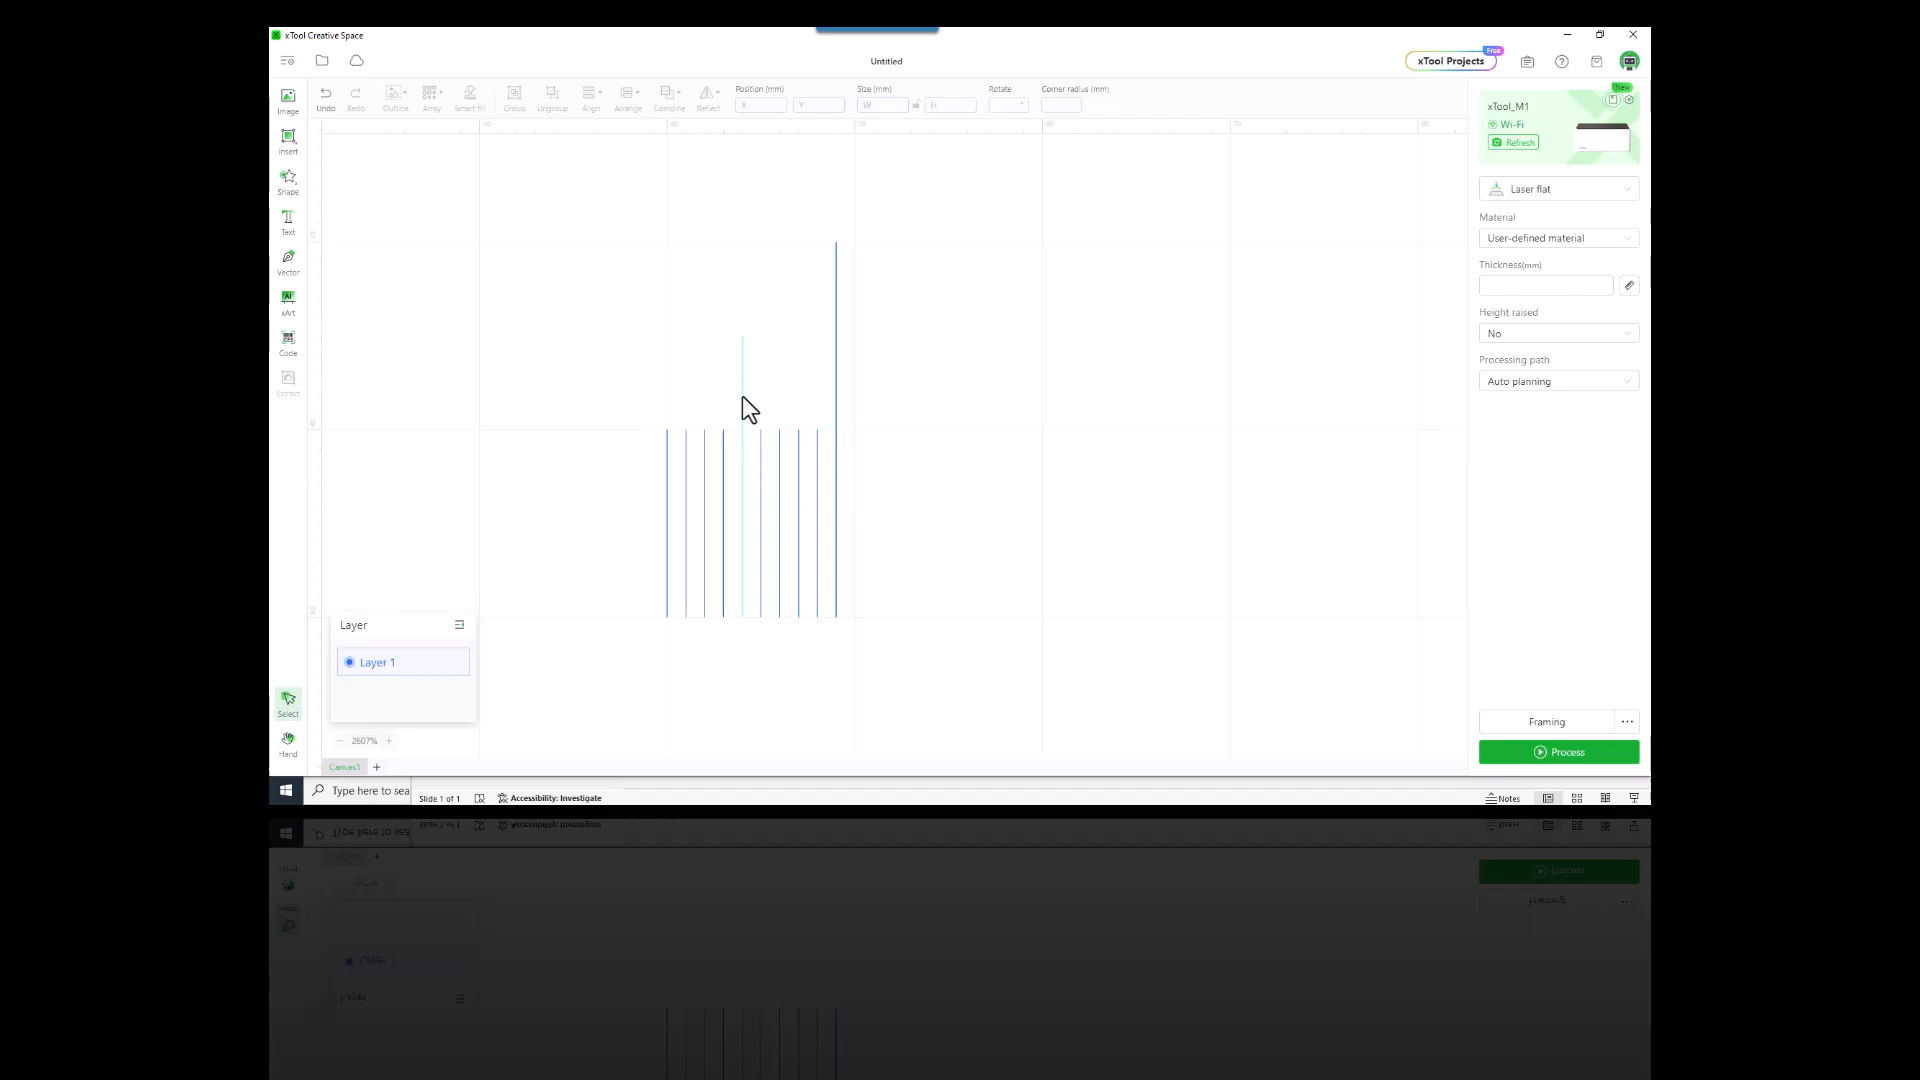 xTool Creative Space
Untitled
Free
xTool Projects
Image
Insert
Shape
Text
Vector
AI
xArt
Code
Extract
Select
Hand
Undo
Redo
Outline
Array
Smart fill
Group
Ungroup
Align
Arrange
Combine
Reflect
Position (mm)
X
Y
Size (mm)
W
H
Rotate
Corner radius (mm)
New
xTool_M1
Wi-Fi
Refresh
Laser flat
Material
User-defined material
Thickness(mm)
Height raised
No
Processing path
Auto planning
Framing
Process
Layer
Layer 1
2607%
Canvas1
Type here to sea
Slide 1 of 1
Accessibility: Investigate
Notes